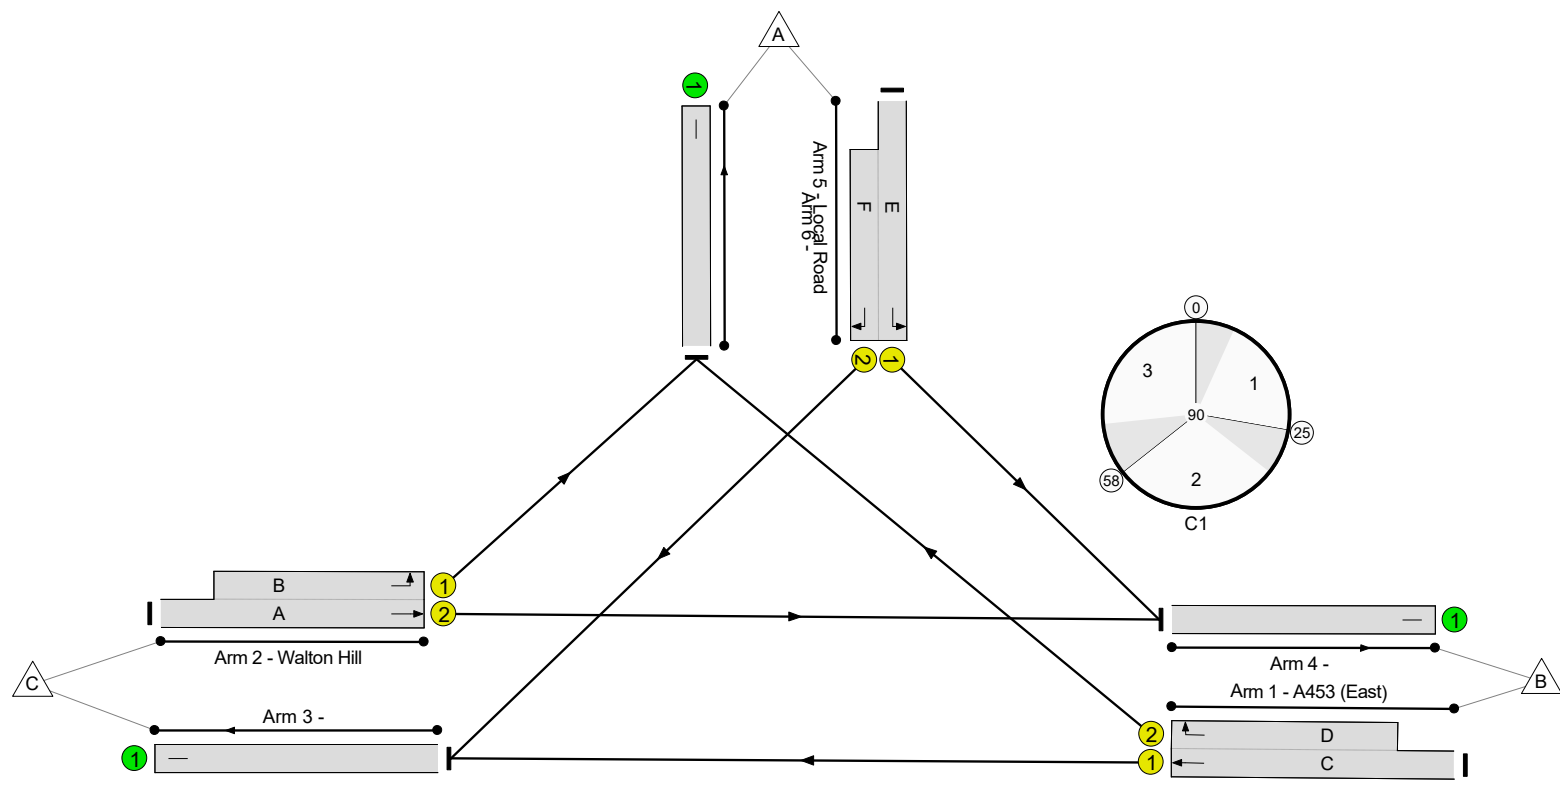 A
1
Arm 5 - Local Road
Arm 6 -
F
E
2
1
0
3
1
90
25
58
2
C1
B
1
A
2
1
Arm 2 - Walton Hill
Arm 4 -
C
B
Arm 1 - A453 (East)
Arm 3 -
2
D
1
1
C